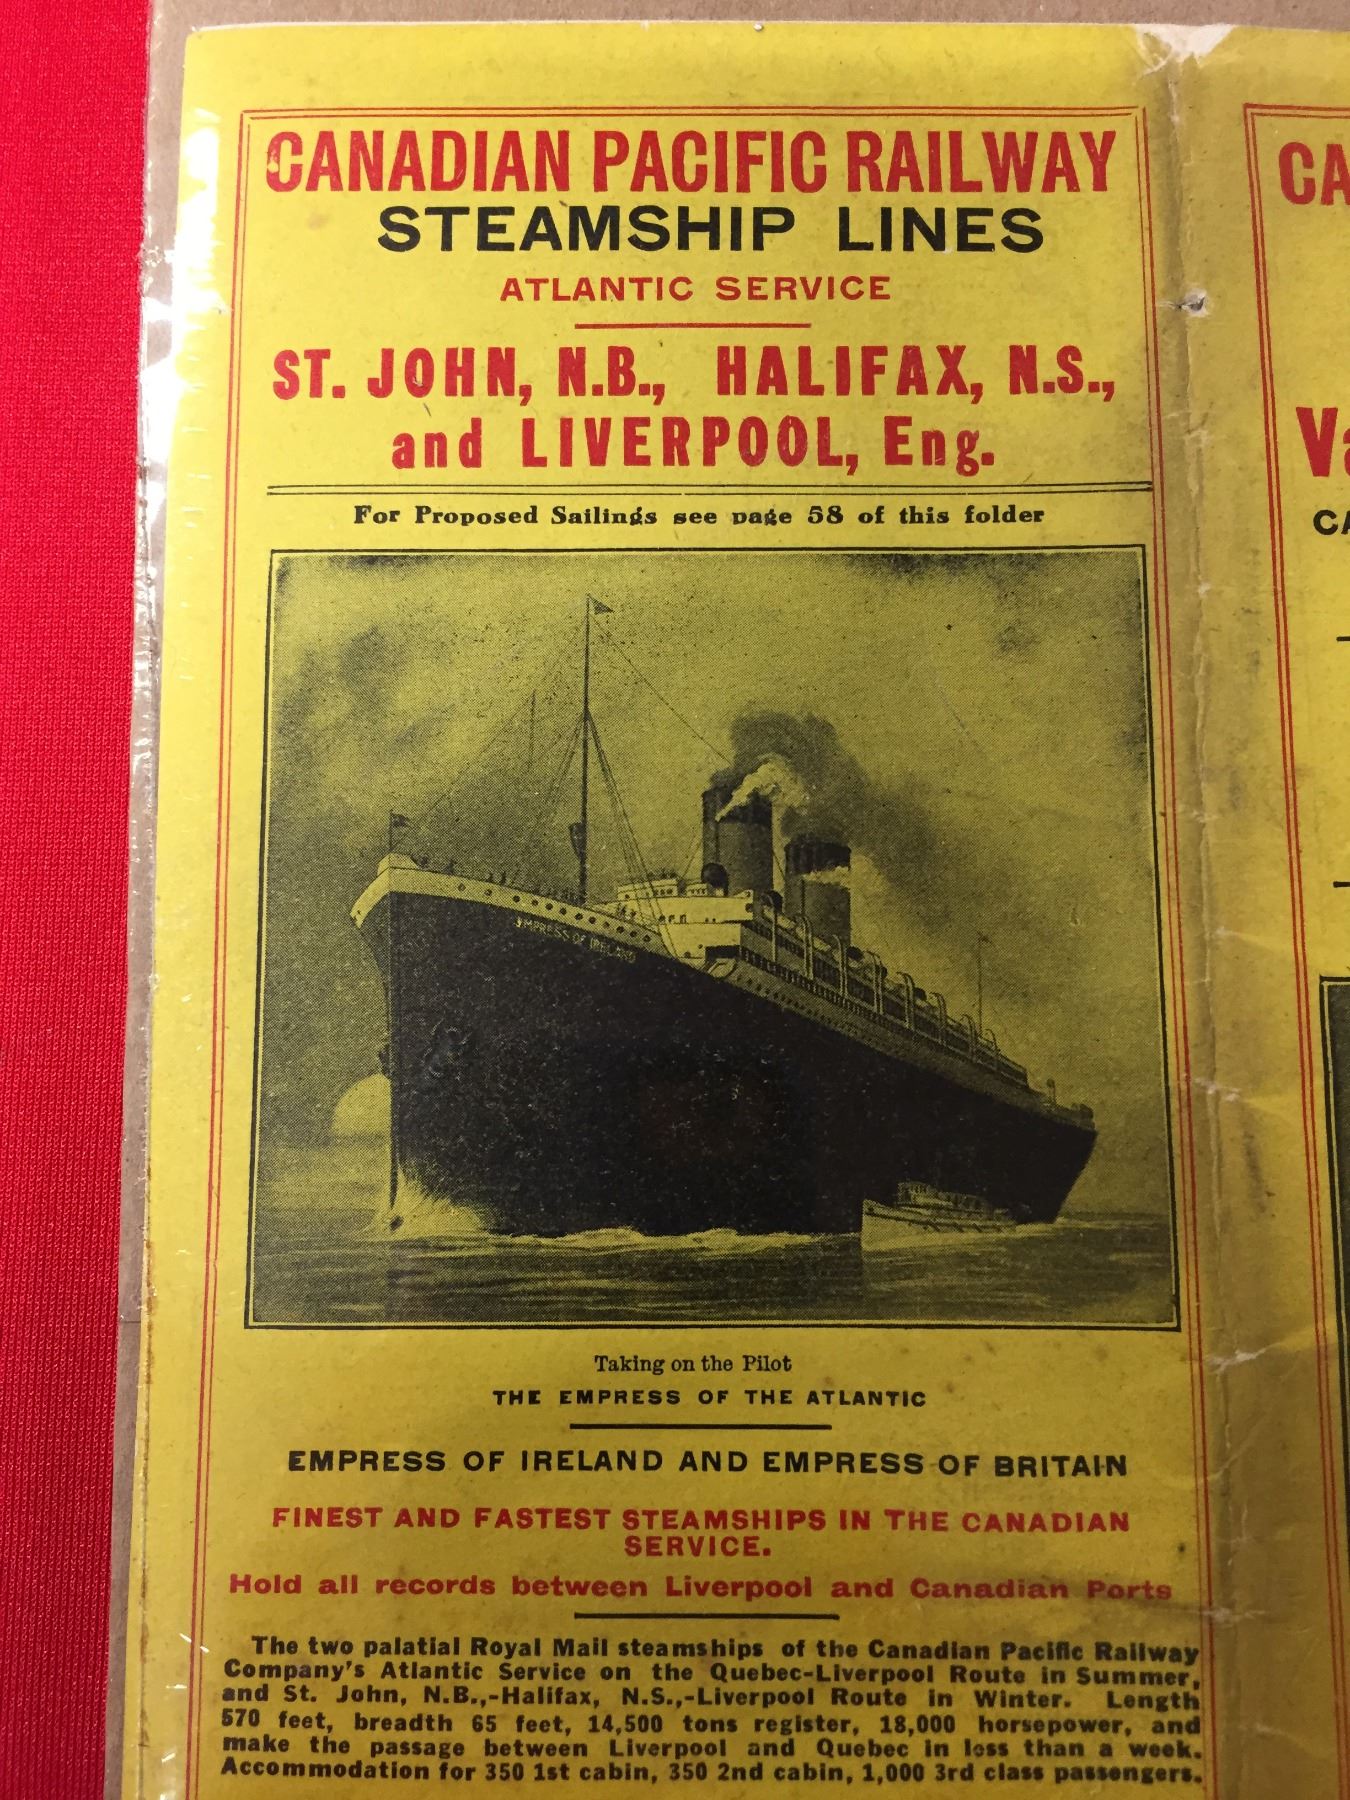 CANADIAN PACIFIC RAILWAY
STEAMSHIP LINES
ATLANTIC SERVICE
ST. JOHN, N.B., HALIFAX, N.S.,
and LIVERPOOL, Eng.
For Proposed Sailings see page 58 of this folder
EMPRESS OF IRELAND
Taking on the Pilot
THE EMPRESS OF THE ATLANTIC
EMPRESS OF IRELAND AND EMPRESS OF BRITAIN
FINEST AND FASTEST STEAMSHIPS IN THE CANADIAN
SERVICE.
Hold all records between Liverpool and Canadian Ports
The two palatial Royal Mail steamships of the Canadian Pacific Railway
Company's Atlantic Service on the Quebec-Liverpool Route in Summer,
and St. John, N.B.,-Halifax, N.S.,-Liverpool Route in Winter. Length
570 feet, breadth 65 feet, 14,500 tons register, 18,000 horsepower, and
make the passage between Liverpool and Quebec in less than a week.
Accommodation for 350 1st cabin, 350 2nd cabin, 1,000 3rd class passengers.
CA
Va
CA